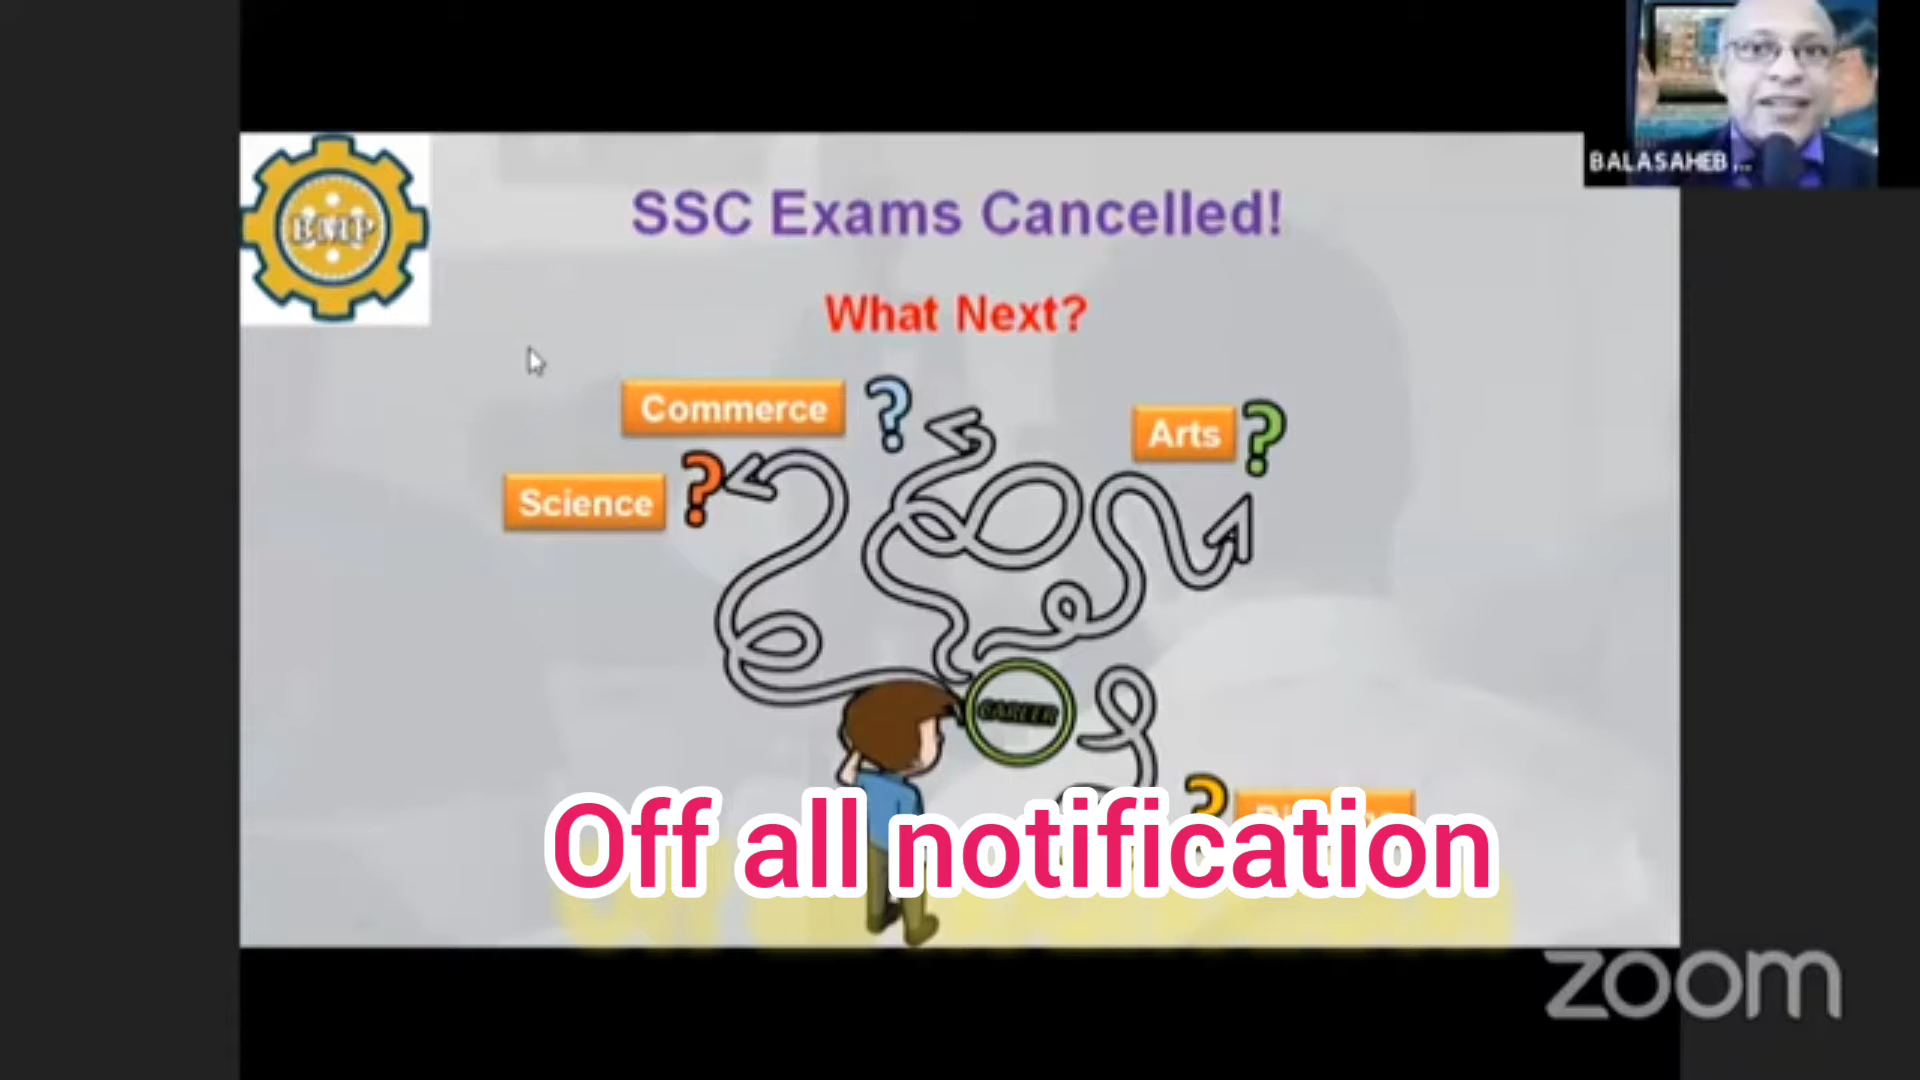 BALASAHEB ...
BMP
SSC Exams Cancelled!
What Next?
Commerce
?
Arts
?
Science
?
CAREER
?
Off all notification
zoom